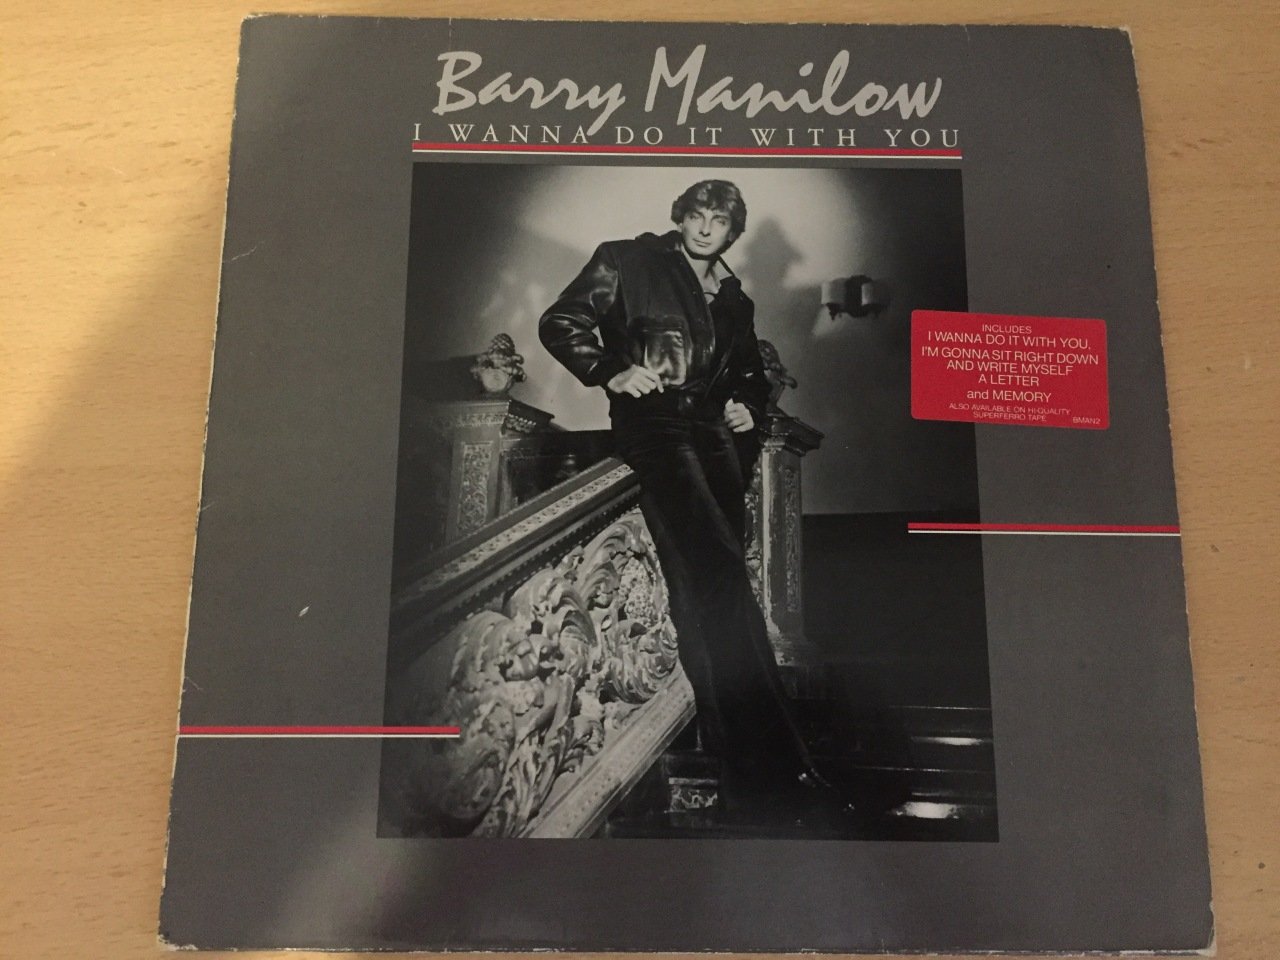 Barry Manilow
I WANNA DO IT WITH YOU
INCLUDES
I WANNA DO IT WITH YOU,
I'M GONNA SIT RIGHT DOWN
AND WRITE MYSELF
A LETTER
and MEMORY
ALSO AVAILABLE ON HI-QUALITY
SUPERFERRO TAPE BMAN2